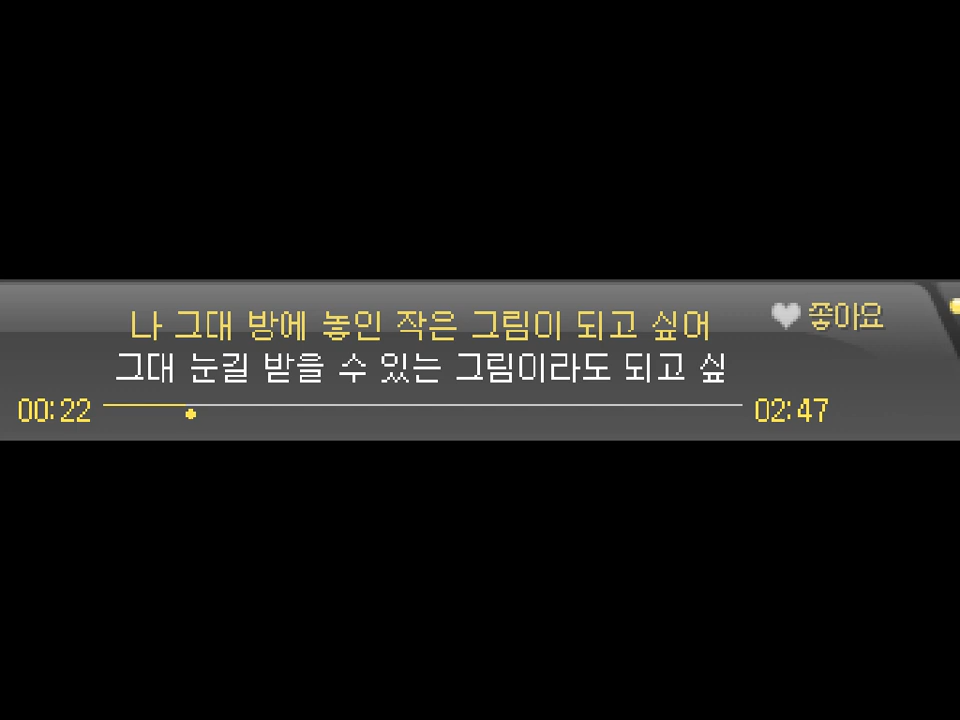 나 그대 방에 놓인 작은 그림이 되고 싶어
좋아요
그대 눈길 받을 수 있는 그림이라도 되고 싶
00:22
02:47